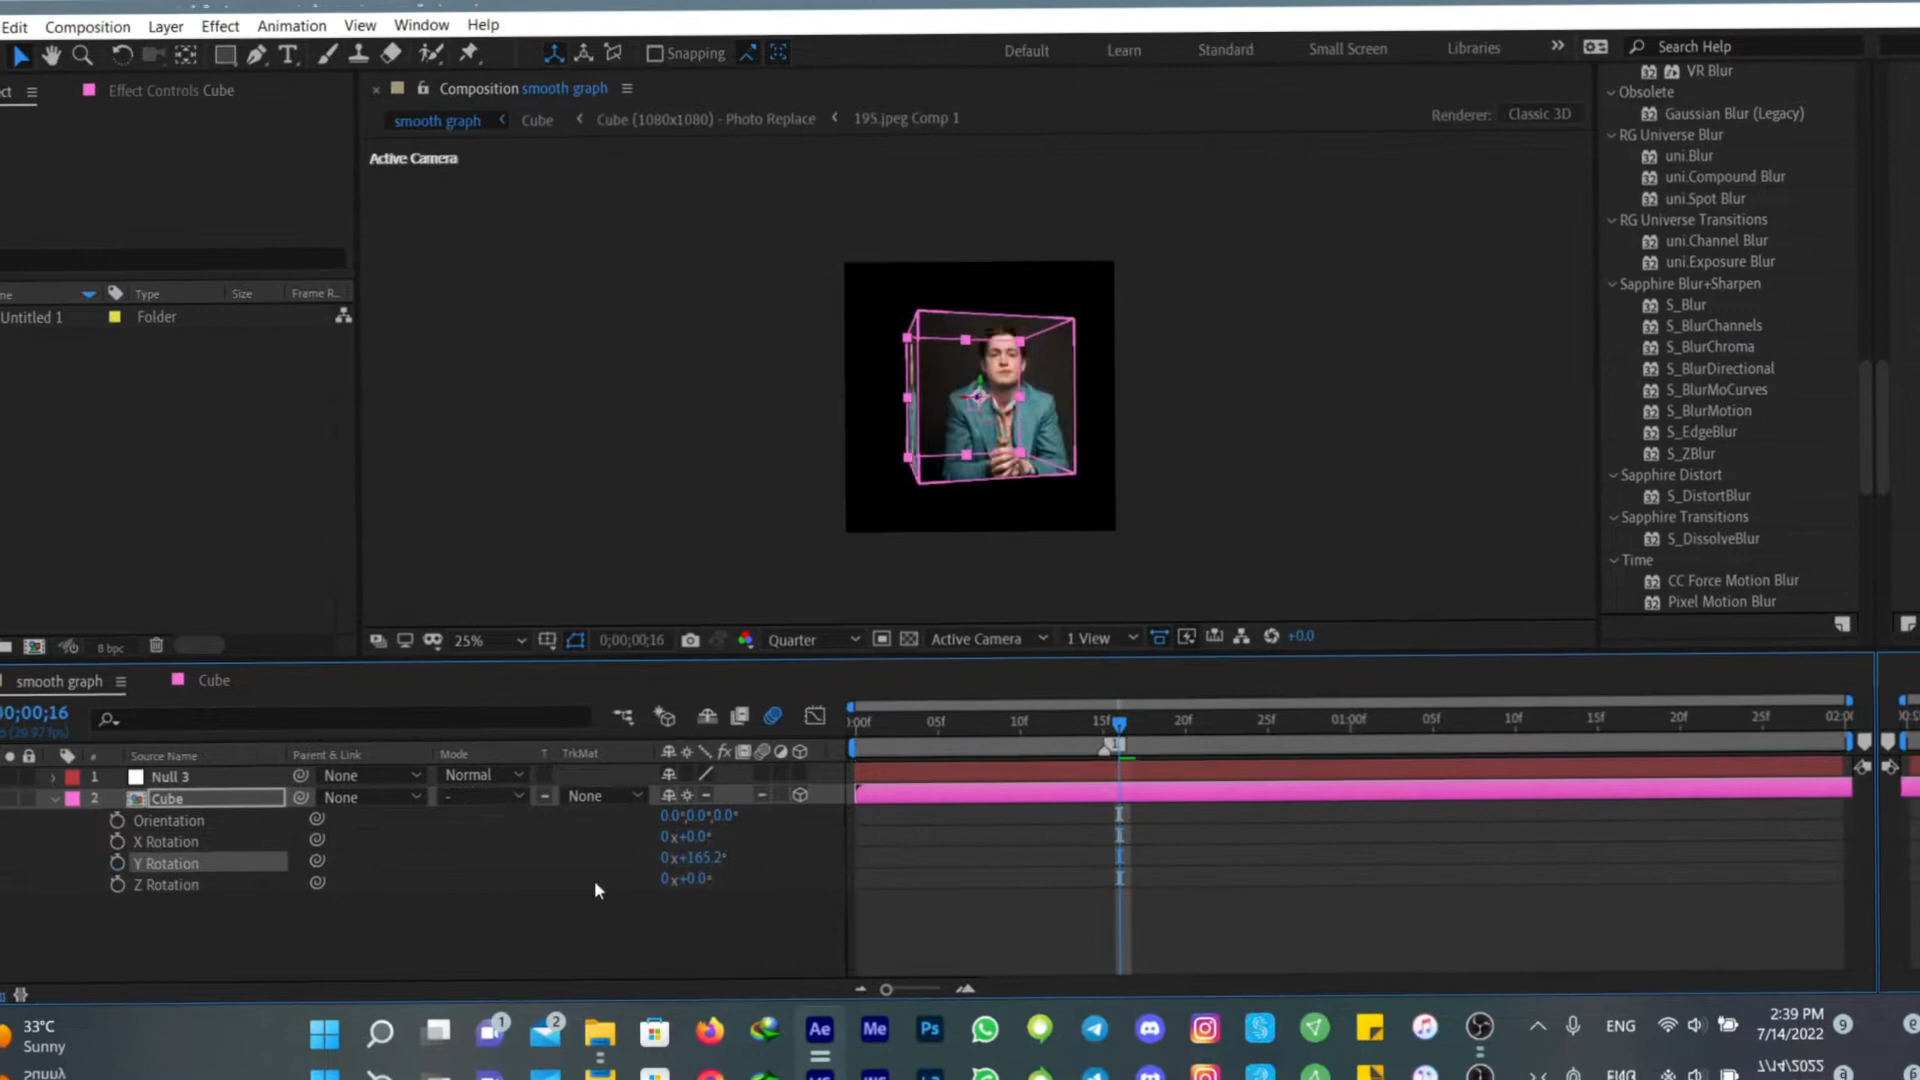 Edit Composition Layer Effect Animation View Window Help
Snapping Default Learn Standard Small Screen Libraries Search Help
Effect Controls Cube
Composition smooth graph
smooth graph Cube Cube (1080x1080) - Photo Replace 195.jpeg Comp 1
Renderer: Classic 3D
Active Camera
Type Size Frame R...
Untitled 1 Folder
VR Blur
Obsolete
Gaussian Blur (Legacy)
RG Universe Blur
uni.Blur
uni.Compound Blur
uni.Spot Blur
RG Universe Transitions
uni.Channel Blur
uni.Exposure Blur
Sapphire Blur+Sharpen
S_Blur
S_BlurChannels
S_BlurChroma
S_BlurDirectional
S_BlurMoCurves
S_BlurMotion
S_EdgeBlur
S_ZBlur
Sapphire Distort
S_DistortBlur
Sapphire Transitions
S_DissolveBlur
Time
CC Force Motion Blur
Pixel Motion Blur
8 bpc
25% 0;00;00;16 Quarter Active Camera 1 View +0.0
smooth graph Cube
00;00;16
05f 10f 15f 20f 25f 01:00f 05f 10f 15f 20f 25f
# Source Name Parent & Link Mode T TrkMat fx
1
1 Null 3 None Normal
2 Cube None - None
Orientation 0.0°,0.0°,0.0°
X Rotation 0x+0.0°
Y Rotation 0x+165.2°
Z Rotation 0x+0.0°
33°C
Sunny
1 2 Ae Me Ps
ENG
2:39 PM
7/14/2022
9